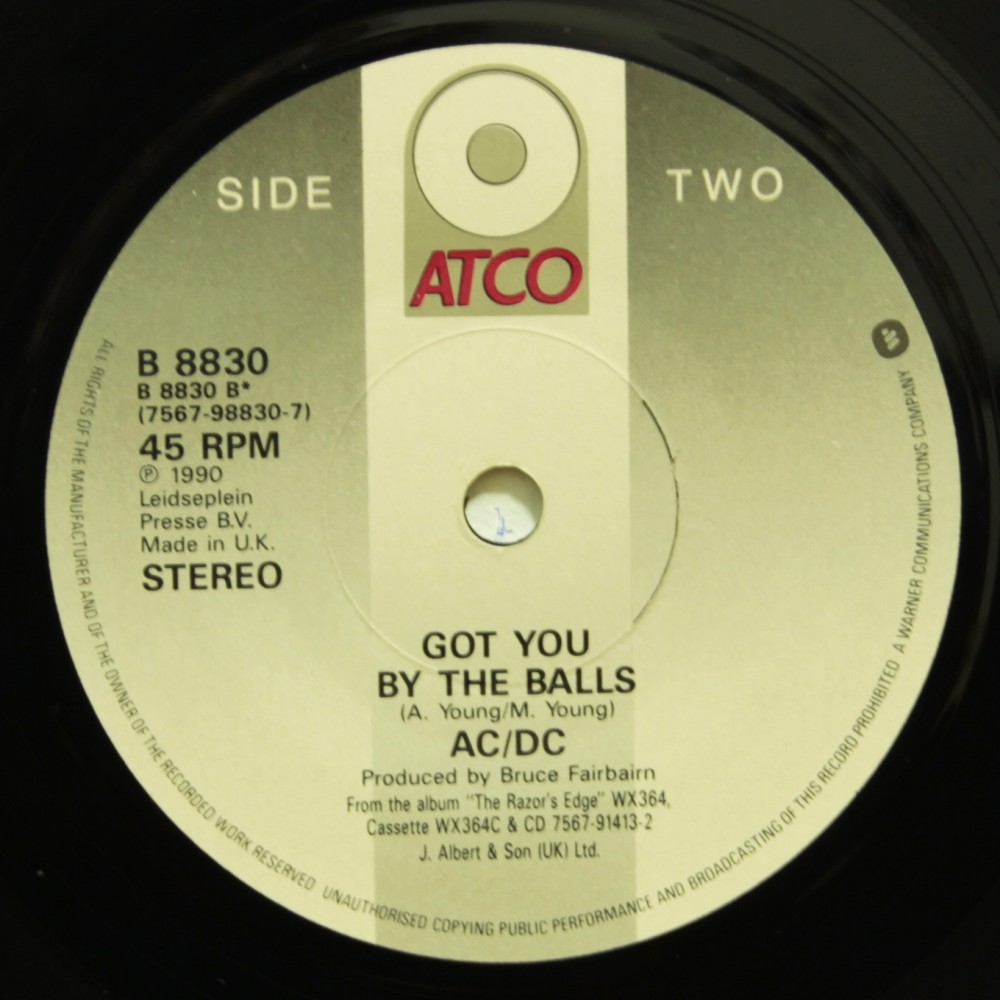 SIDE TWO
ATCO
B 8830
B 8830 B*
(7567-98830-7)
45 RPM
℗ 1990
Leidseplein
Presse B.V.
Made in U.K.
STEREO
GOT YOU
BY THE BALLS
(A. Young/M. Young)
AC/DC
Produced by Bruce Fairbairn
From the album "The Razor's Edge" WX364,
Cassette WX364C & CD 7567-91413-2
J. Albert & Son (UK) Ltd.
ALL RIGHTS OF THE MANUFACTURER AND OF THE OWNER OF THE RECORDED WORK RESERVED UNAUTHORISED COPYING PUBLIC PERFORMANCE AND BROADCASTING OF THIS RECORD PROHIBITED A WARNER COMMUNICATIONS COMPANY